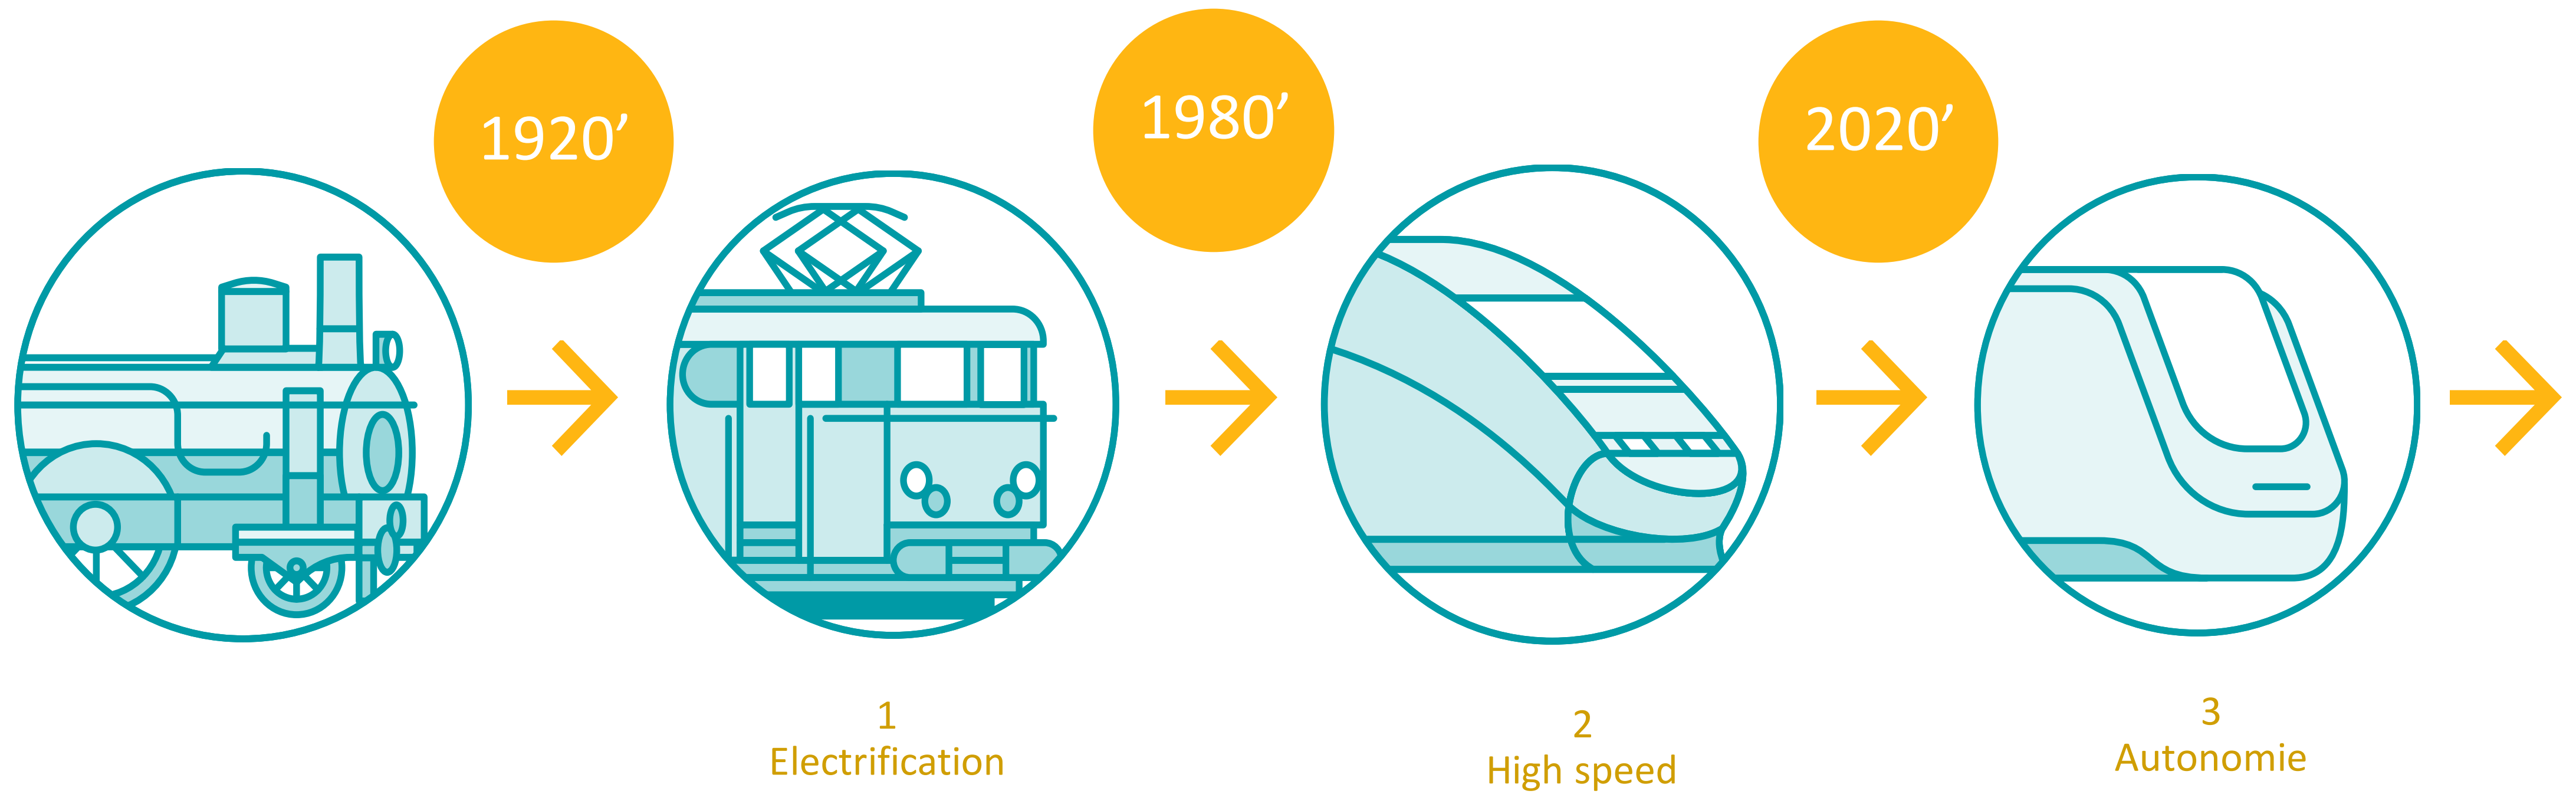 1920’
1980’
2020’
1
Electrification
2
High speed
3
Autonomie